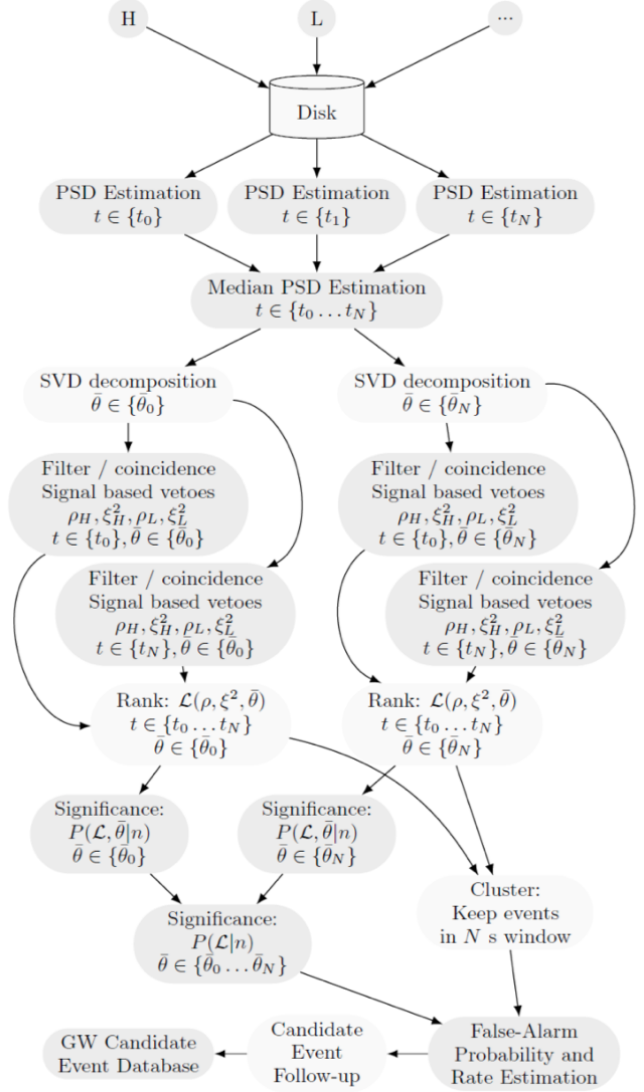 H
L
...
Disk
PSD Estimation
t ∈ {t₀}
PSD Estimation
t ∈ {t₁}
PSD Estimation
t ∈ {t_N}
Median PSD Estimation
t ∈ {t₀ … t_N}
SVD decomposition
θ̄ ∈ {θ̄₀}
SVD decomposition
θ̄ ∈ {θ̄_N}
Filter / coincidence
Signal based vetoes
ρ_H, ξ²_H, ρ_L, ξ²_L
t ∈ {t₀}, θ̄ ∈ {θ̄₀}
Filter / coincidence
Signal based vetoes
ρ_H, ξ²_H, ρ_L, ξ²_L
t ∈ {t₀}, θ̄ ∈ {θ̄_N}
Filter / coincidence
Signal based vetoes
ρ_H, ξ²_H, ρ_L, ξ²_L
t ∈ {t_N}, θ̄ ∈ {θ̄₀}
Filter / coincidence
Signal based vetoes
ρ_H, ξ²_H, ρ_L, ξ²_L
t ∈ {t_N}, θ̄ ∈ {θ̄_N}
Rank: ℒ(ρ, ξ², θ̄)
t ∈ {t₀ … t_N}
θ̄ ∈ {θ̄₀}
Rank: ℒ(ρ, ξ², θ̄)
t ∈ {t₀ … t_N}
θ̄ ∈ {θ̄_N}
Significance:
P(ℒ, θ̄|n)
θ̄ ∈ {θ̄₀}
Significance:
P(ℒ, θ̄|n)
θ̄ ∈ {θ̄_N}
Cluster:
Keep events
in N s window
Significance:
P(ℒ|n)
θ̄ ∈ {θ̄₀ … θ̄_N}
GW Candidate
Event Database
Candidate
Event
Follow-up
False-Alarm
Probability and
Rate Estimation